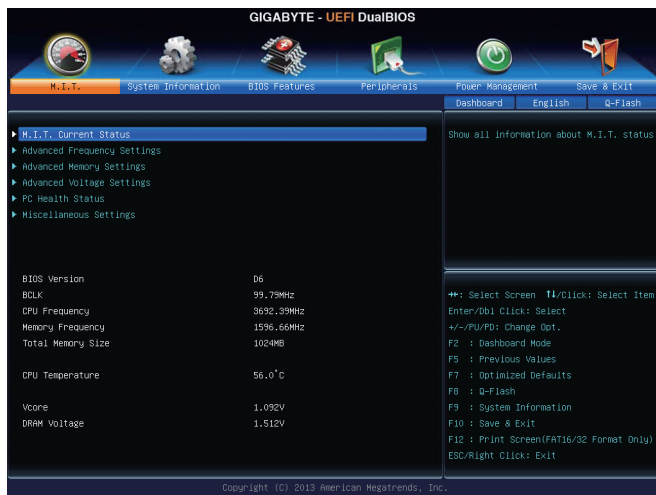 GIGABYTE - UEFI DualBIOS
M.I.T. System Information BIOS Features Peripherals Power Management Save & Exit
Dashboard English Q-Flash
M.I.T. Current Status
Advanced Frequency Settings
Advanced Memory Settings
Advanced Voltage Settings
PC Health Status
Miscellaneous Settings
BIOS Version D6
BCLK 99.79MHz
CPU Frequency 3692.39MHz
Memory Frequency 1596.66MHz
Total Memory Size 1024MB
CPU Temperature 56.0°C
Vcore 1.092V
DRAM Voltage 1.512V
Show all information about M.I.T. status
→←: Select Screen ↑↓/Click: Select Item
Enter/Dbl Click: Select
+/-/PU/PD: Change Opt.
F2 : Dashboard Mode
F5 : Previous Values
F7 : Optimized Defaults
F8 : Q-Flash
F9 : System Information
F10 : Save & Exit
F12 : Print Screen(FAT16/32 Format Only)
ESC/Right Click: Exit
Copyright (C) 2013 American Megatrends, Inc.